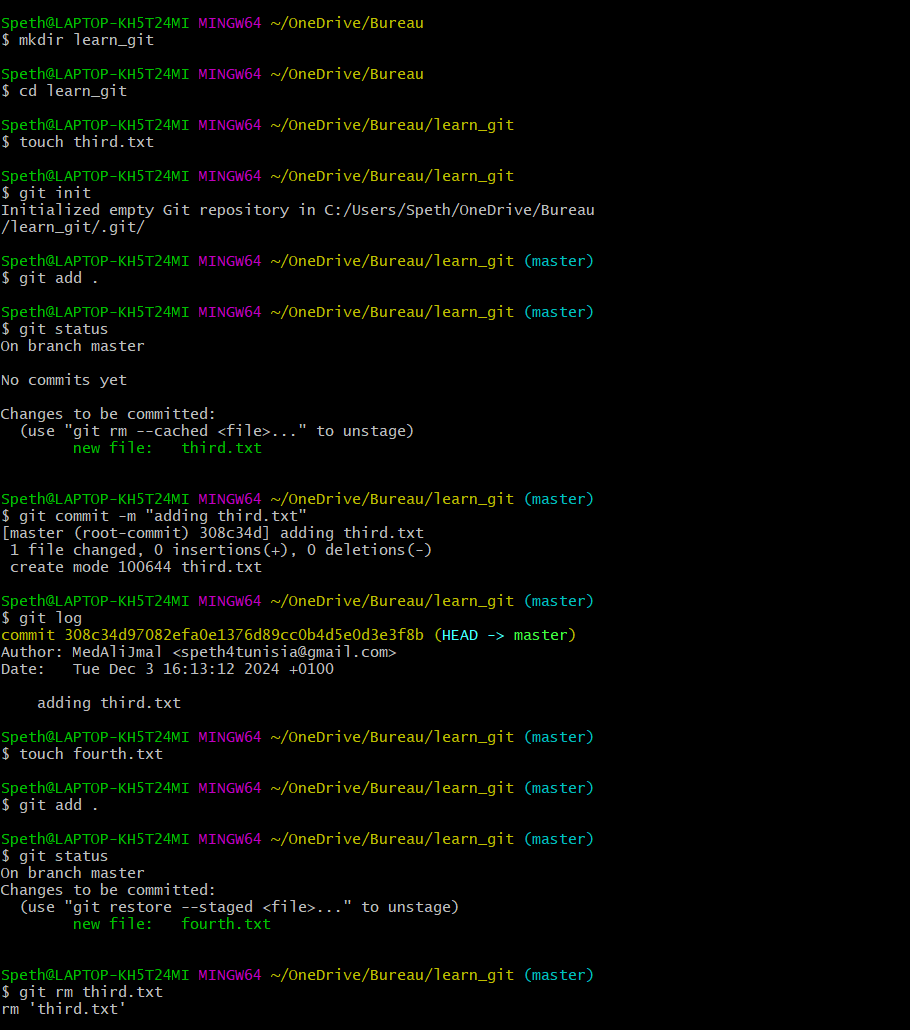 Speth@LAPTOP-KH5T24MI MINGW64 ~/OneDrive/Bureau
$ mkdir learn_git
Speth@LAPTOP-KH5T24MI MINGW64 ~/OneDrive/Bureau
$ cd learn_git
Speth@LAPTOP-KH5T24MI MINGW64 ~/OneDrive/Bureau/learn_git
$ touch third.txt
Speth@LAPTOP-KH5T24MI MINGW64 ~/OneDrive/Bureau/learn_git
$ git init
Initialized empty Git repository in C:/Users/Speth/OneDrive/Bureau
/learn_git/.git/
Speth@LAPTOP-KH5T24MI MINGW64 ~/OneDrive/Bureau/learn_git (master)
$ git add .
Speth@LAPTOP-KH5T24MI MINGW64 ~/OneDrive/Bureau/learn_git (master)
$ git status
On branch master
No commits yet
Changes to be committed:
  (use "git rm --cached <file>..." to unstage)
        new file:   third.txt
Speth@LAPTOP-KH5T24MI MINGW64 ~/OneDrive/Bureau/learn_git (master)
$ git commit -m "adding third.txt"
[master (root-commit) 308c34d] adding third.txt
 1 file changed, 0 insertions(+), 0 deletions(-)
 create mode 100644 third.txt
Speth@LAPTOP-KH5T24MI MINGW64 ~/OneDrive/Bureau/learn_git (master)
$ git log
commit 308c34d97082efa0e1376d89cc0b4d5e0d3e3f8b (HEAD -> master)
Author: MedAliJmal <speth4tunisia@gmail.com>
Date:   Tue Dec 3 16:13:12 2024 +0100
    adding third.txt
Speth@LAPTOP-KH5T24MI MINGW64 ~/OneDrive/Bureau/learn_git (master)
$ touch fourth.txt
Speth@LAPTOP-KH5T24MI MINGW64 ~/OneDrive/Bureau/learn_git (master)
$ git add .
Speth@LAPTOP-KH5T24MI MINGW64 ~/OneDrive/Bureau/learn_git (master)
$ git status
On branch master
Changes to be committed:
  (use "git restore --staged <file>..." to unstage)
        new file:   fourth.txt
Speth@LAPTOP-KH5T24MI MINGW64 ~/OneDrive/Bureau/learn_git (master)
$ git rm third.txt
rm 'third.txt'